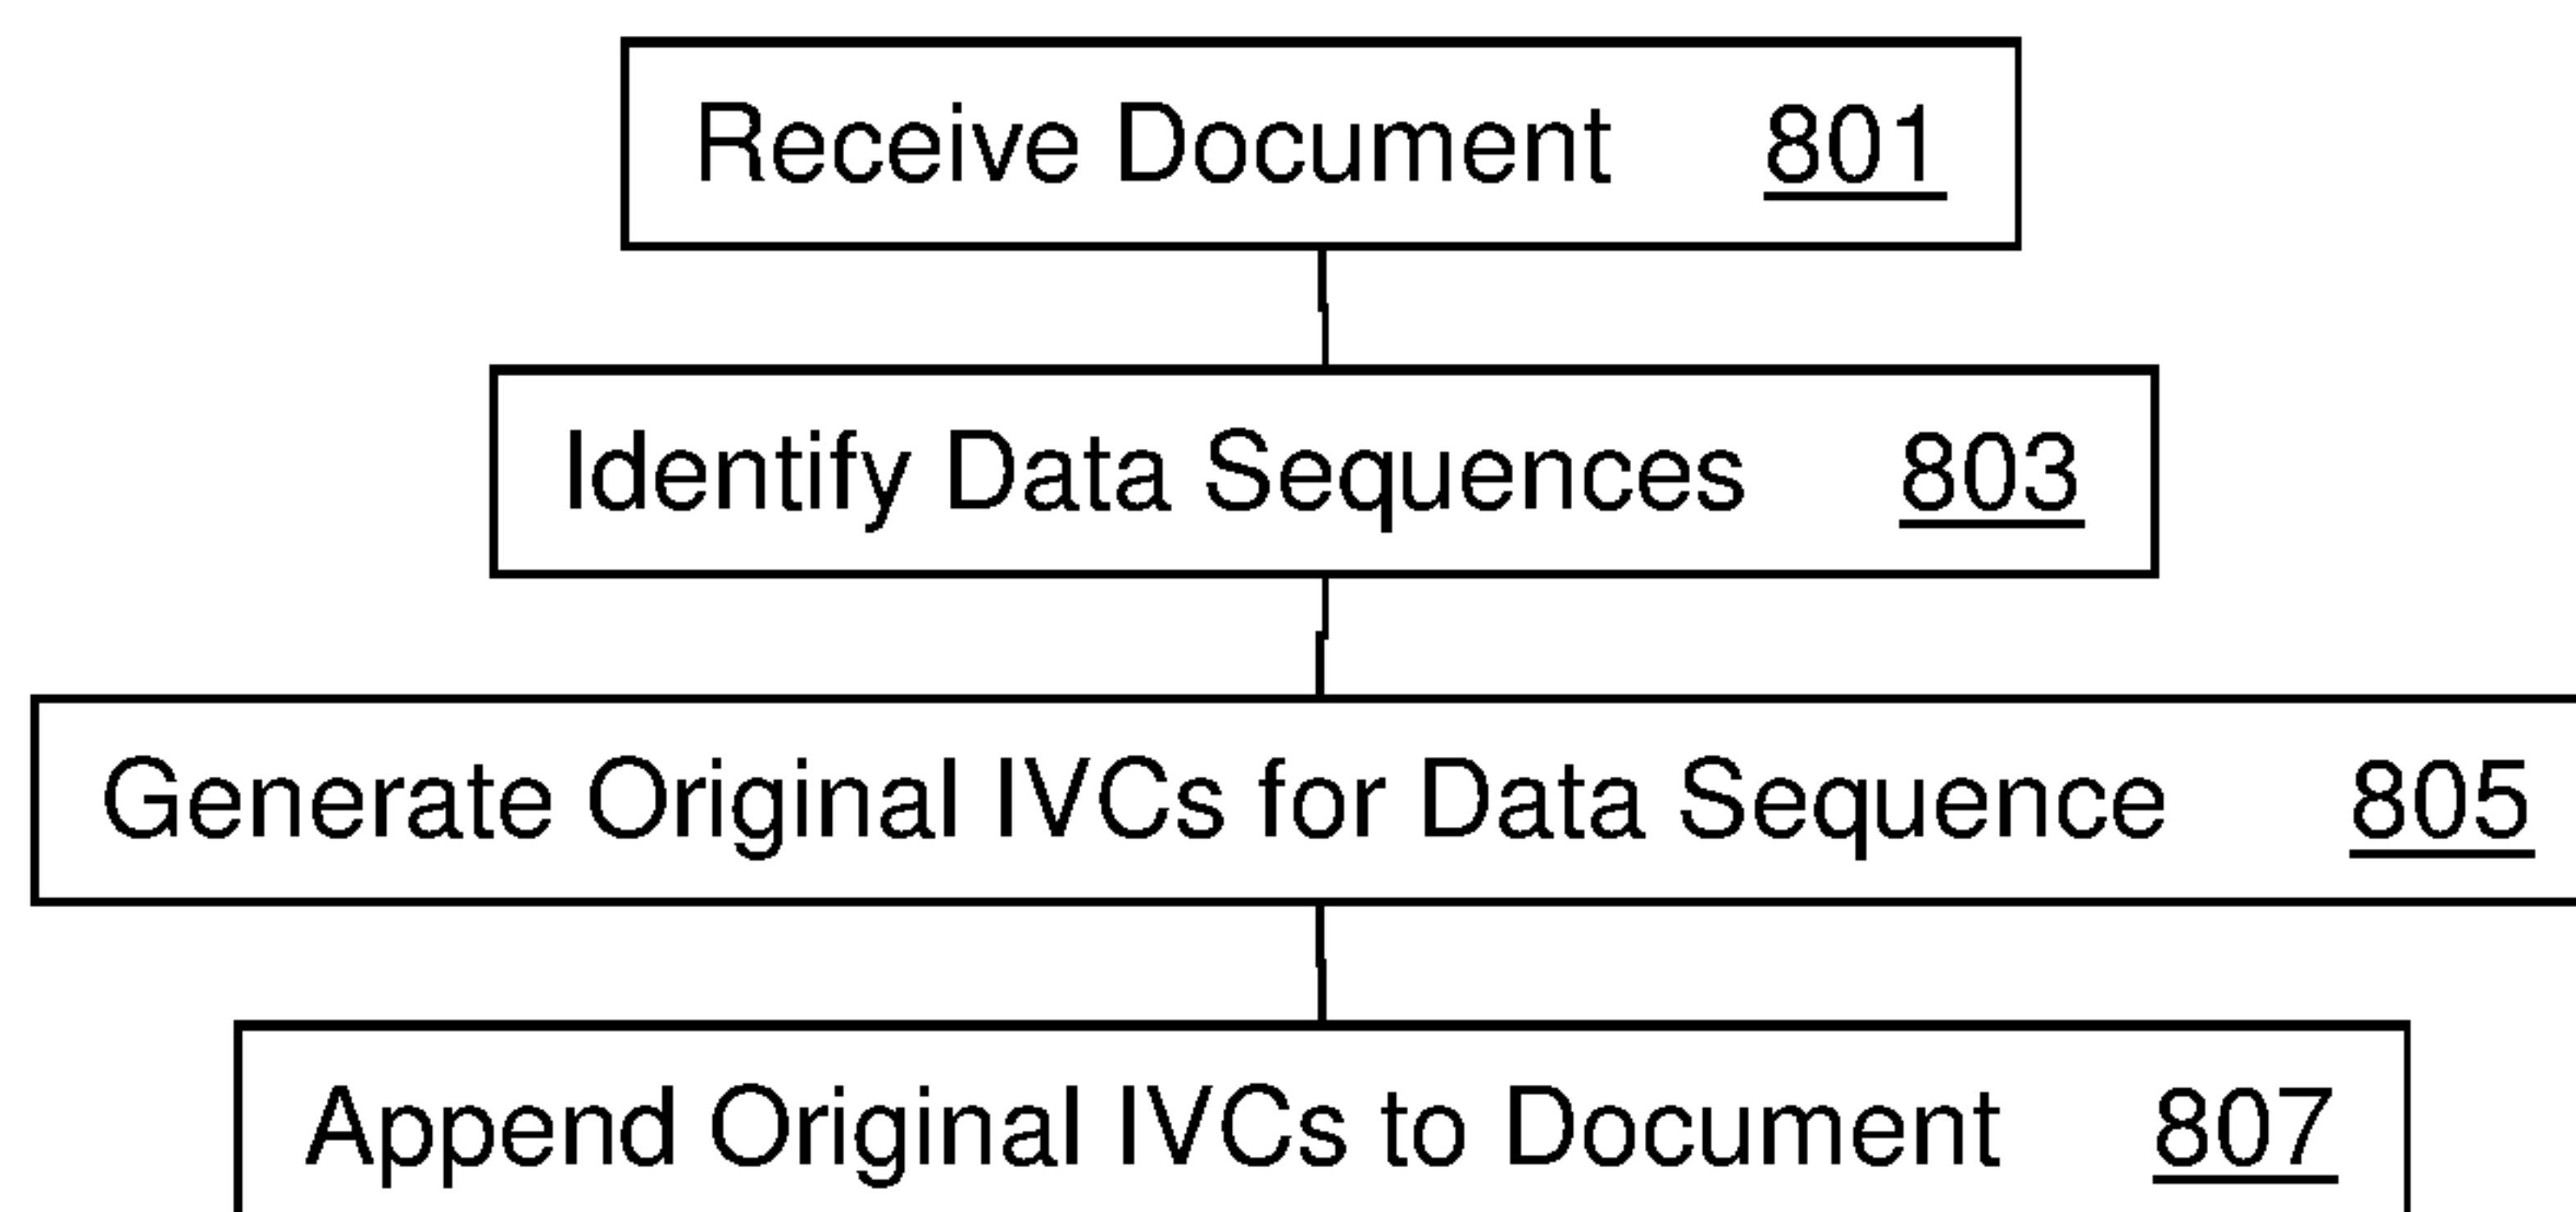 Receive Document 801
Identify Data Sequences 803
Generate Original IVCs for Data Sequence 805
Append Original IVCs to Document 807